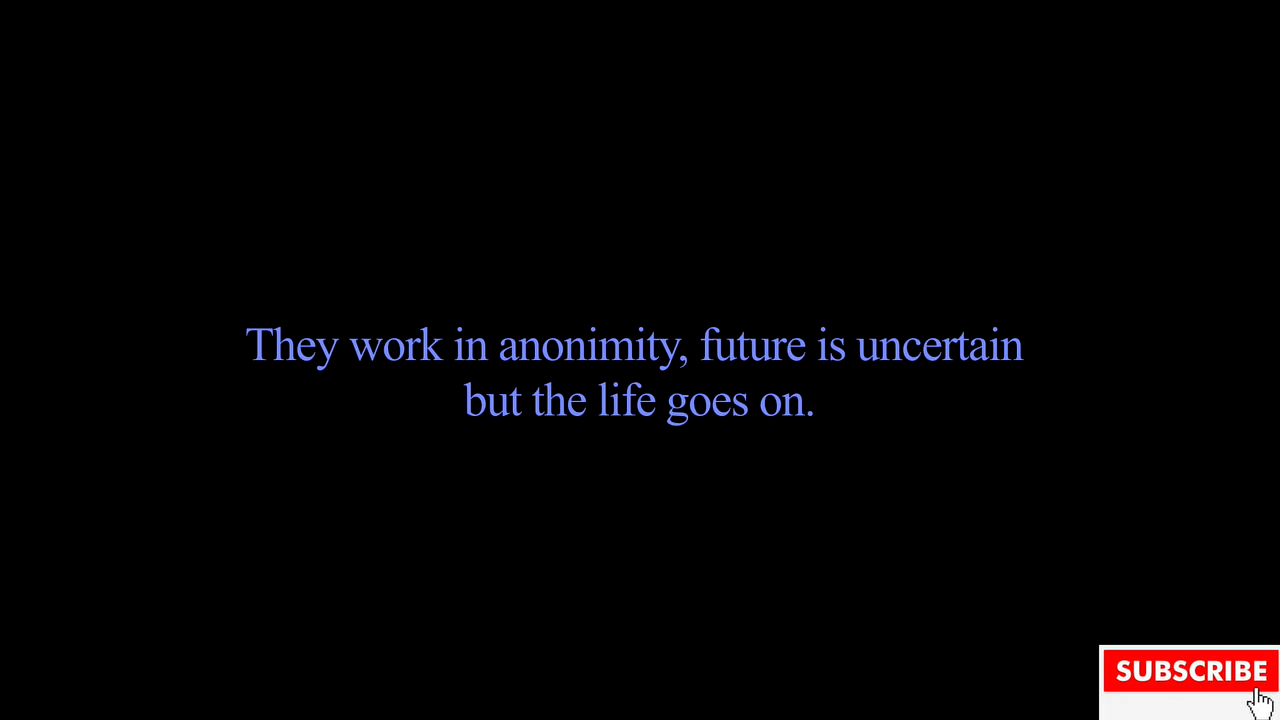 They work in anonimity, future is uncertain
but the life goes on.
SUBSCRIBE